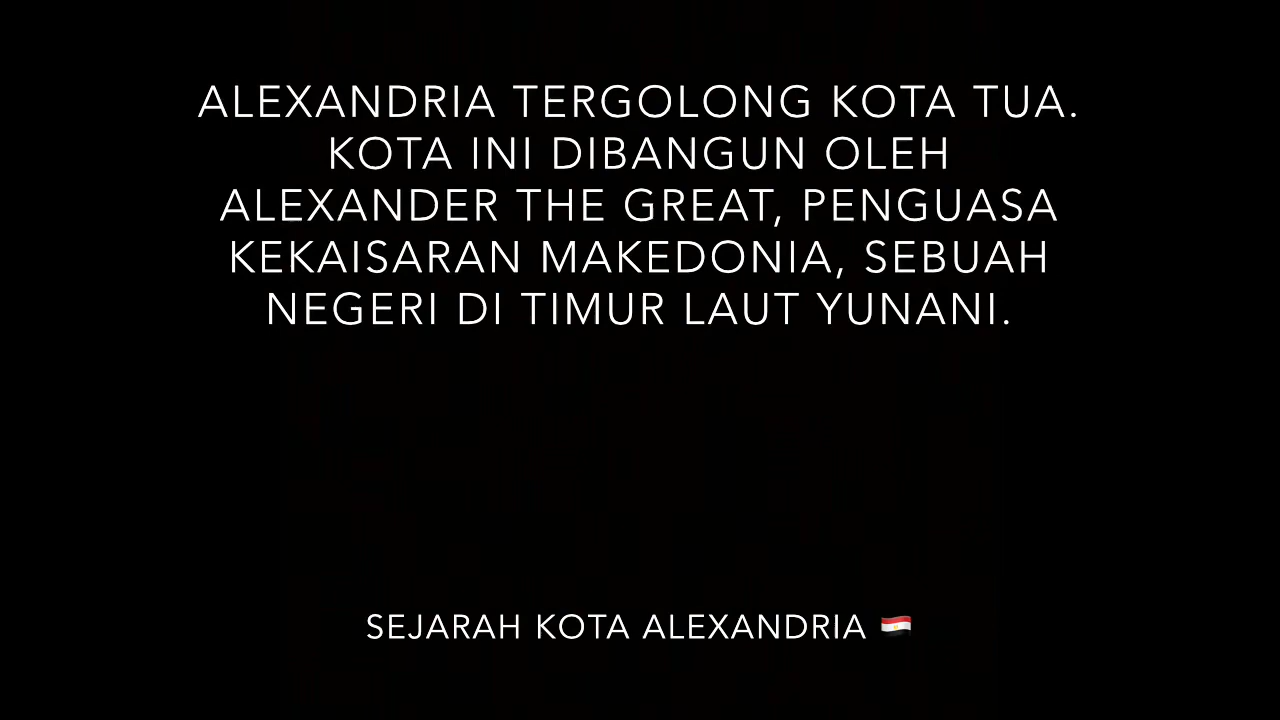 ALEXANDRIA TERGOLONG KOTA TUA.
KOTA INI DIBANGUN OLEH
ALEXANDER THE GREAT, PENGUASA
KEKAISARAN MAKEDONIA, SEBUAH
NEGERI DI TIMUR LAUT YUNANI.
SEJARAH KOTA ALEXANDRIA 🇪🇬